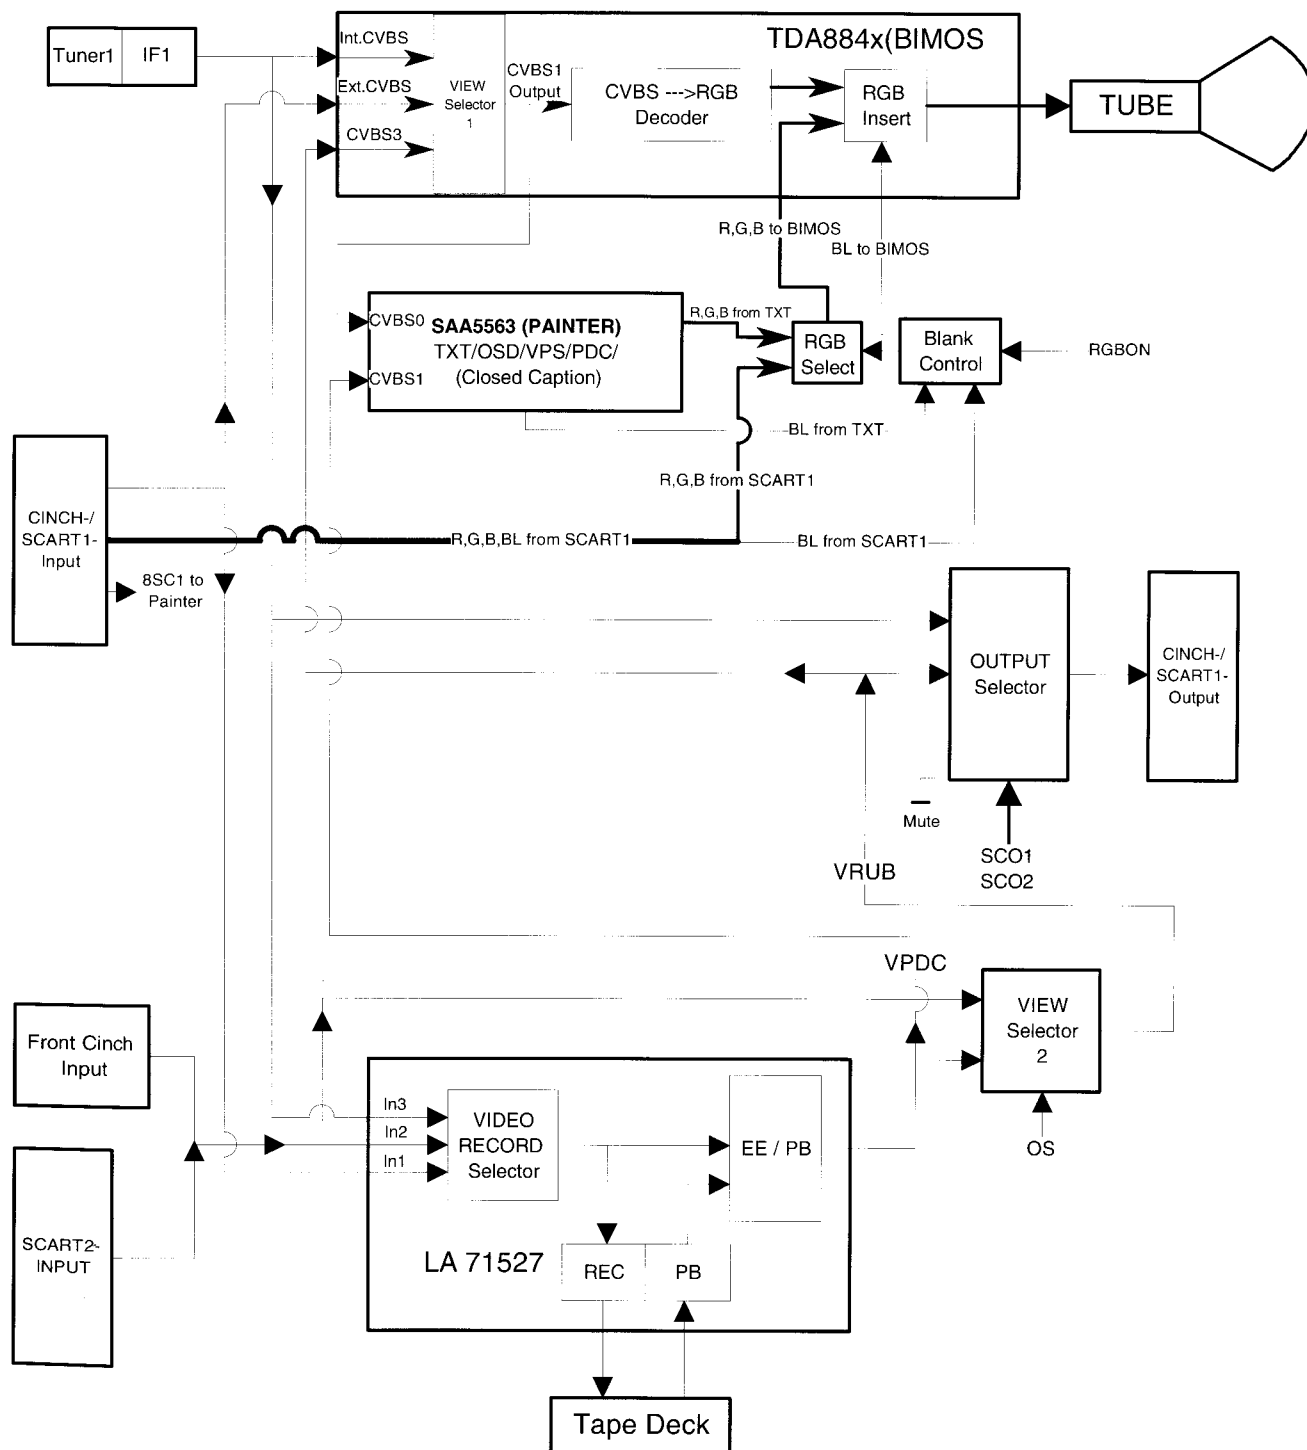 Tuner1 IF1
Int.CVBS
Ext.CVBS
CVBS3
VIEW
Selector
1
CVBS1
Output
CVBS --->RGB
Decoder
TDA884x(BIMOS
RGB
Insert
TUBE
R,G,B to BIMOS
BL to BIMOS
CVBS0
CVBS1
SAA5563 (PAINTER)
TXT/OSD/VPS/PDC/
(Closed Caption)
R,G,B from TXT
RGB
Select
Blank
Control
RGBON
BL from TXT
R,G,B from SCART1
CINCH-/
SCART1-
Input
R,G,B,BL from SCART1
BL from SCART1
8SC1 to
Painter
OUTPUT
Selector
CINCH-/
SCART1-
Output
Mute
SCO1
SCO2
VRUB
VPDC
VIEW
Selector
2
OS
Front Cinch
Input
SCART2-
INPUT
In3
In2
In1
VIDEO
RECORD
Selector
EE / PB
LA 71527
REC
PB
Tape Deck